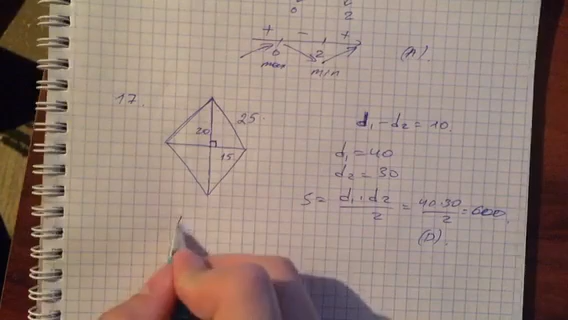 2
+ - +
0 2
max min
(A)
17.
25.
20
15
d₁-d₂=10.
d₁=40
d₂=30
S= d₁·d₂/2 = 40·30/2 =600.
(D).